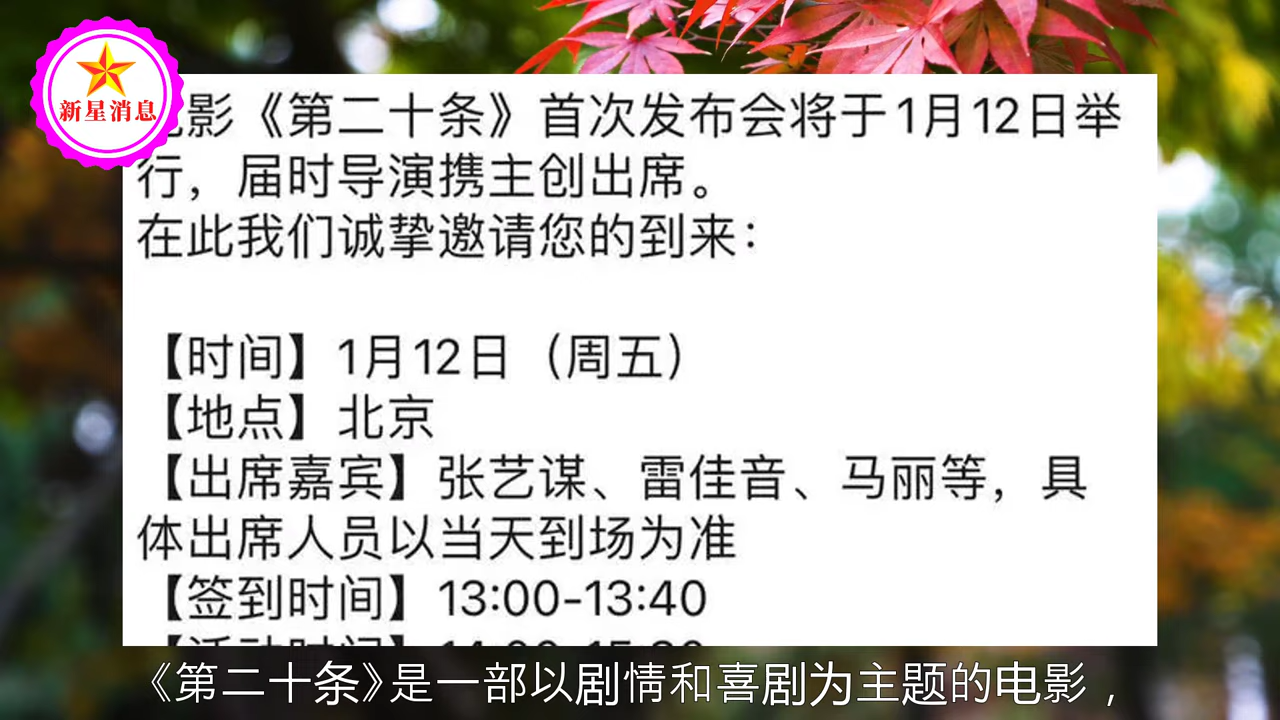 新星消息
电影《第二十条》首次发布会将于1月12日举
行，届时导演携主创出席。
在此我们诚挚邀请您的到来：
【时间】1月12日（周五）
【地点】北京
【出席嘉宾】张艺谋、雷佳音、马丽等，具
体出席人员以当天到场为准
【签到时间】13:00-13:40
《第二十条》是一部以剧情和喜剧为主题的电影，